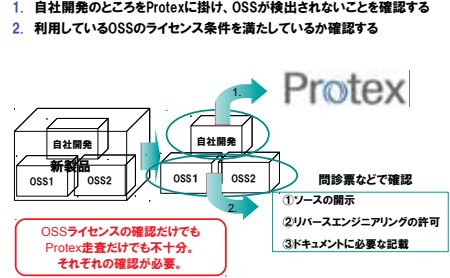 1. 自社開発のところをProtexに掛け、OSSが検出されないことを確認する
2. 利用しているOSSのライセンス条件を満たしているか確認する
1.
Protex
自社開発
新製品
OSS1
OSS2
自社開発
OSS1
OSS2
2.
問診票などで確認
①ソースの開示
②リバースエンジニアリングの許可
③ドキュメントに必要な記載
OSSライセンスの確認だけでも
Protex走査だけでも不十分。
それぞれの確認が必要。